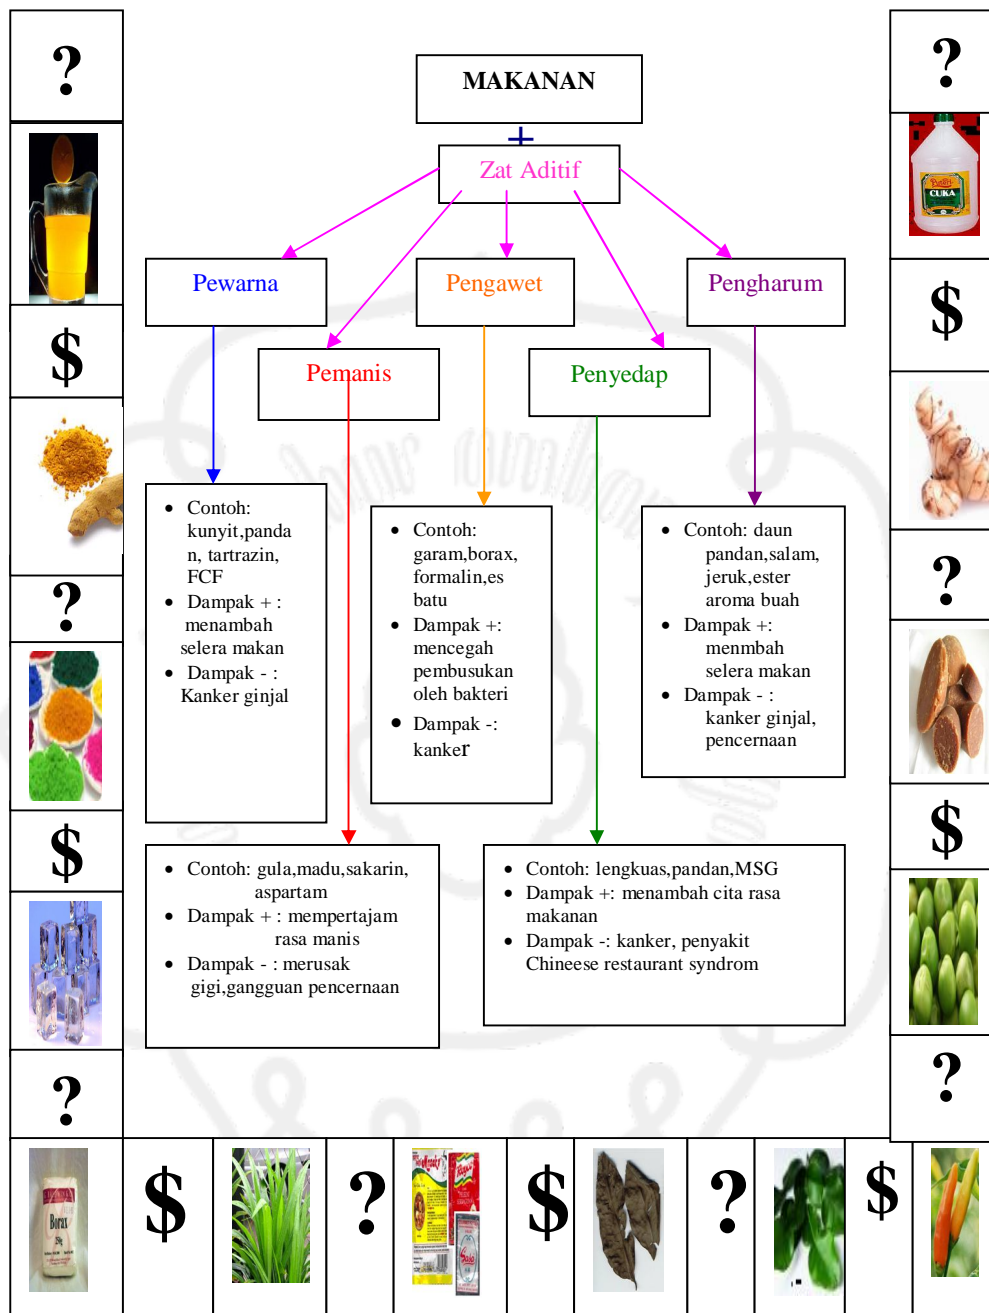 ?
?
MAKANAN
+
Zat Aditif
CUKA
Pewarna
Pengawet
Pengharum
$
$
Pemanis
Penyedap
• Contoh:
kunyit,panda
n, tartrazin,
FCF
• Dampak + :
menambah
selera makan
• Dampak - :
Kanker ginjal
• Contoh:
garam,borax,
formalin,es
batu
• Dampak +:
mencegah
pembusukan
oleh bakteri
• Dampak -:
kanker
• Contoh: daun
pandan,salam,
jeruk,ester
aroma buah
• Dampak +:
menmbah
selera makan
• Dampak - :
kanker ginjal,
pencernaan
?
?
$
$
• Contoh: gula,madu,sakarin,
aspartam
• Dampak + : mempertajam
rasa manis
• Dampak - : merusak
gigi,gangguan pencernaan
• Contoh: lengkuas,pandan,MSG
• Dampak +: menambah cita rasa
makanan
• Dampak -: kanker, penyakit
Chineese restaurant syndrom
?
?
Borax
$
?
$
?
$